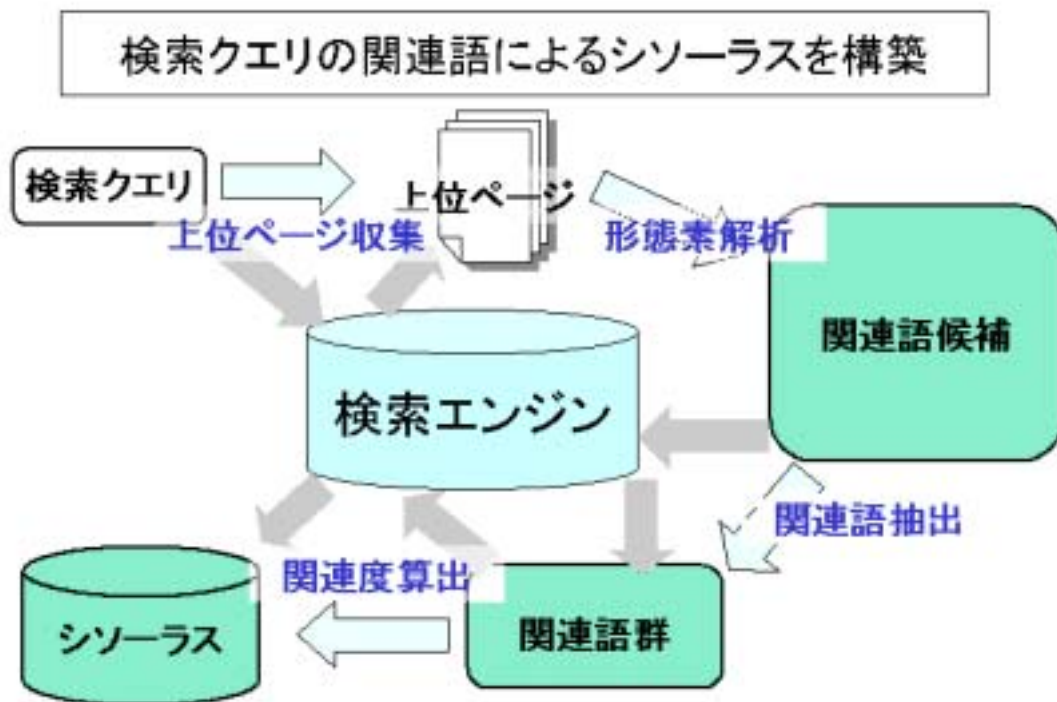 検索クエリの関連語によるシソーラスを構築
検索クエリ
上位ページ
上位ページ収集
形態素解析
関連語候補
検索エンジン
関連語抽出
関連度算出
シソーラス
関連語群